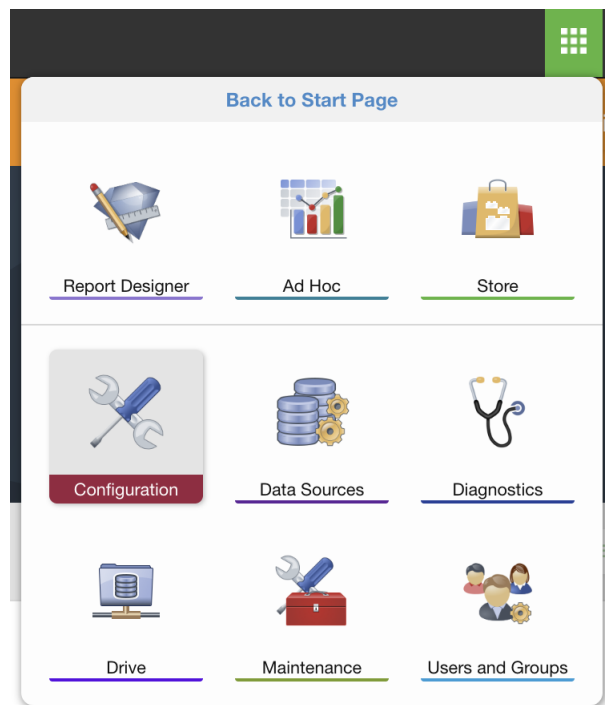 Back to Start Page
Report Designer
Ad Hoc
Store
Configuration
Data Sources
Diagnostics
Drive
Maintenance
Users and Groups